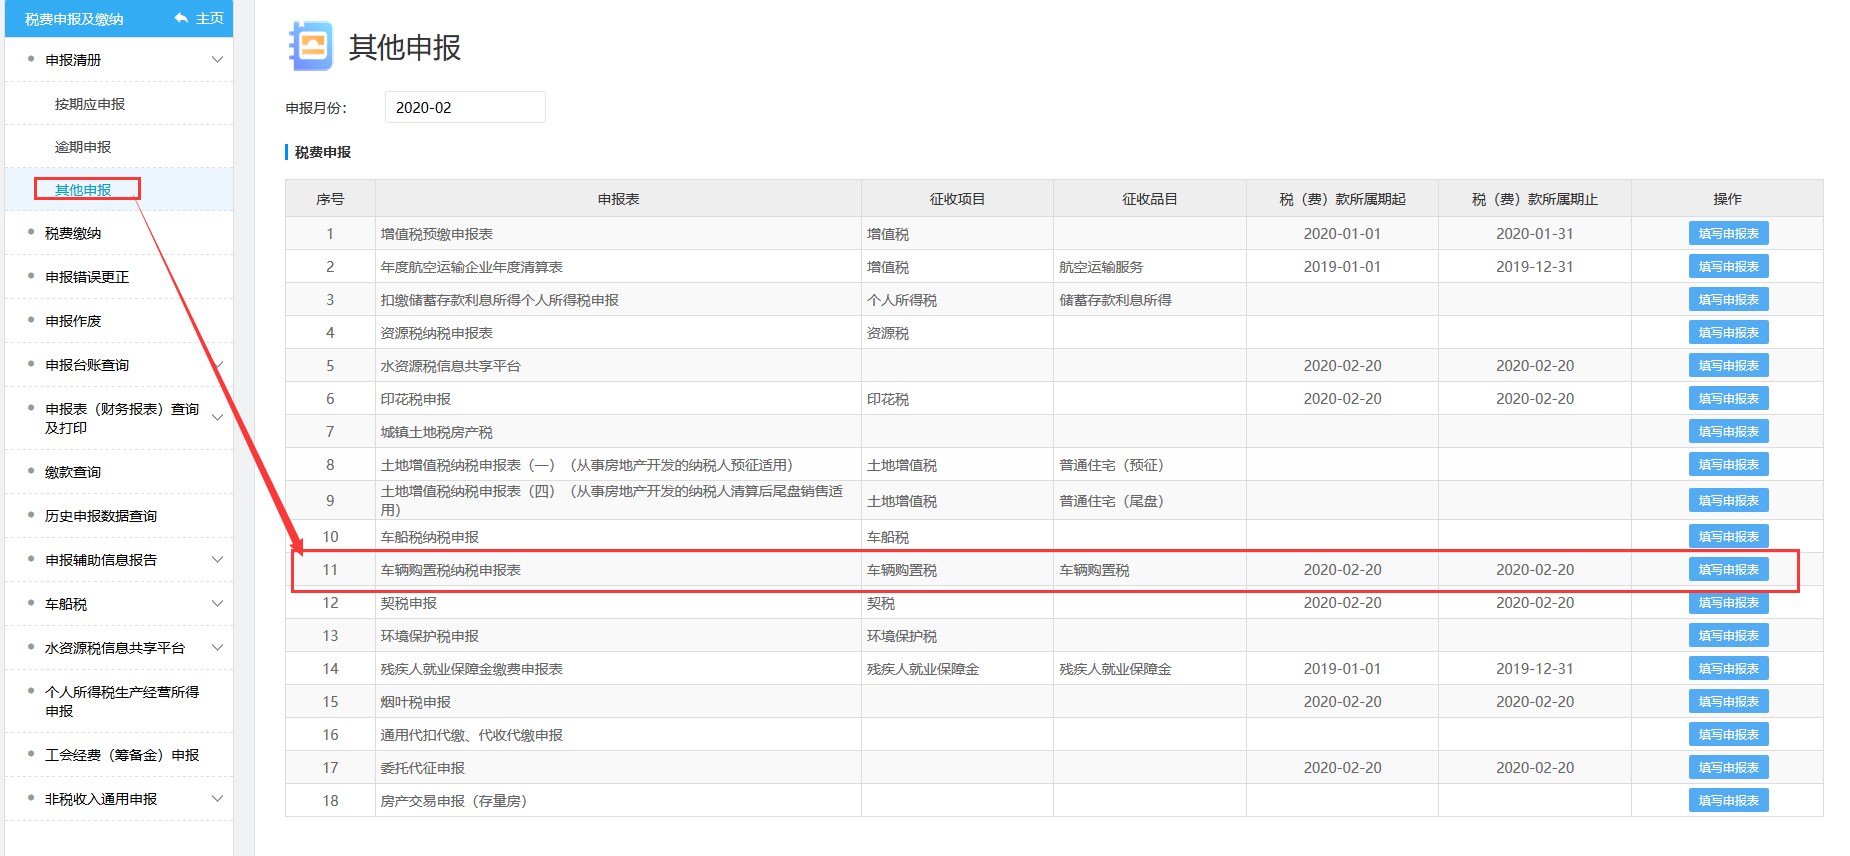 税费申报及缴纳 主页
申报清册
按期应申报
逾期申报
其他申报
税费缴纳
申报错误更正
申报作废
申报台账查询
申报表（财务报表）查询
及打印
缴款查询
历史申报数据查询
申报辅助信息报告
车船税
水资源税信息共享平台
个人所得税生产经营所得
申报
工会经费（筹备金）申报
非税收入通用申报
其他申报
申报月份： 2020-02
税费申报
序号 申报表 征收项目 征收品目 税（费）款所属期起 税（费）款所属期止 操作
1 增值税预缴申报表 增值税 2020-01-01 2020-01-31 填写申报表
2 年度航空运输企业年度清算表 增值税 航空运输服务 2019-01-01 2019-12-31 填写申报表
3 扣缴储蓄存款利息所得个人所得税申报 个人所得税 储蓄存款利息所得 填写申报表
4 资源税纳税申报表 资源税 填写申报表
5 水资源税信息共享平台 2020-02-20 2020-02-20 填写申报表
6 印花税申报 印花税 2020-02-20 2020-02-20 填写申报表
7 城镇土地税房产税 填写申报表
8 土地增值税纳税申报表（一）（从事房地产开发的纳税人预征适用） 土地增值税 普通住宅（预征） 填写申报表
9 土地增值税纳税申报表（四）（从事房地产开发的纳税人清算后尾盘销售适
用） 土地增值税 普通住宅（尾盘） 填写申报表
10 车船税纳税申报 车船税 填写申报表
11 车辆购置税纳税申报表 车辆购置税 车辆购置税 2020-02-20 2020-02-20 填写申报表
12 契税申报 契税 2020-02-20 2020-02-20 填写申报表
13 环境保护税申报 环境保护税 填写申报表
14 残疾人就业保障金缴费申报表 残疾人就业保障金 残疾人就业保障金 2019-01-01 2019-12-31 填写申报表
15 烟叶税申报 2020-02-20 2020-02-20 填写申报表
16 通用代扣代缴、代收代缴申报 填写申报表
17 委托代征申报 2020-02-20 2020-02-20 填写申报表
18 房产交易申报（存量房） 填写申报表